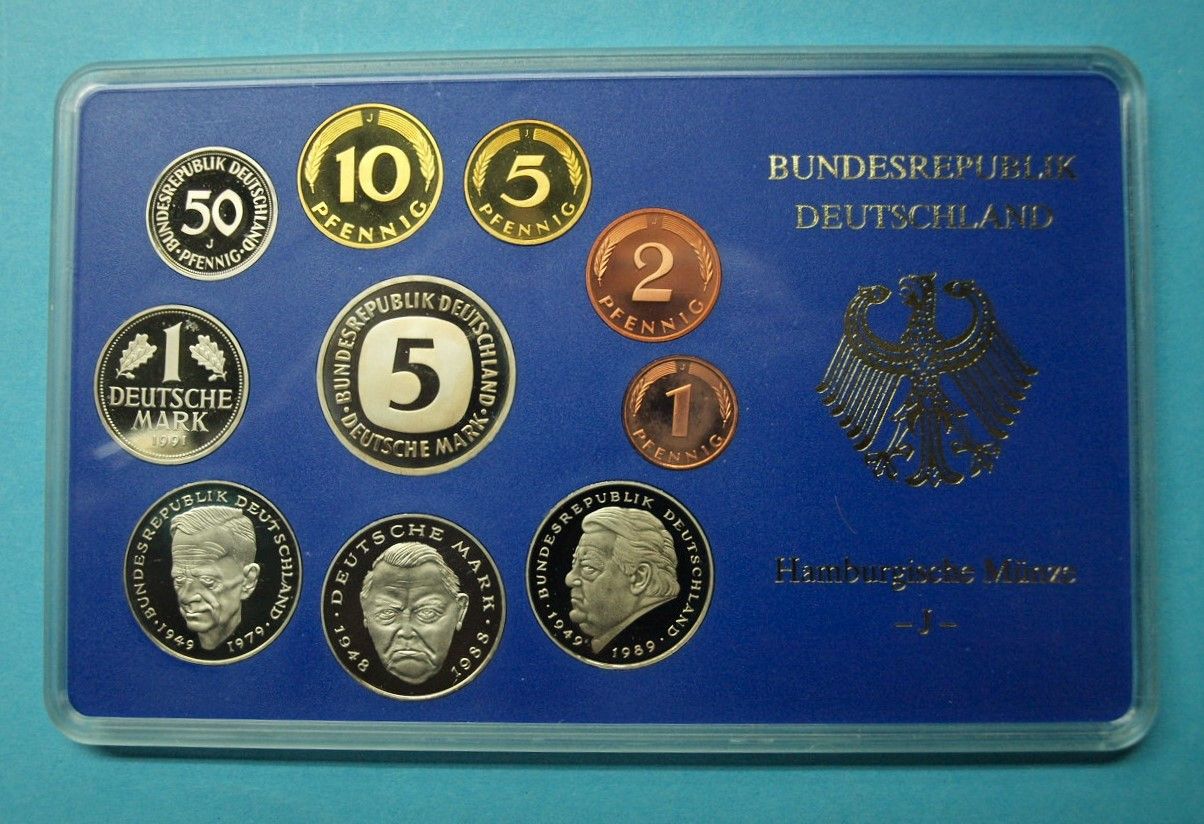 BUNDESREPUBLIK
DEUTSCHLAND
Hamburgische Münze
– J –
BUNDESREPUBLIK DEUTSCHLAND
50
J
·PFENNIG·
J
10
PFENNIG
J
5
PFENNIG
J
2
PFENNIG
1
DEUTSCHE
MARK
1991
·BUNDESREPUBLIK DEUTSCHLAND·
5
DEUTSCHE MARK
J
1
PFENNIG
·BUNDESREPUBLIK DEUTSCHLAND·
1949 1979
·DEUTSCHE MARK·
1948 1988
·BUNDESREPUBLIK DEUTSCHLAND·
1949 · 1989